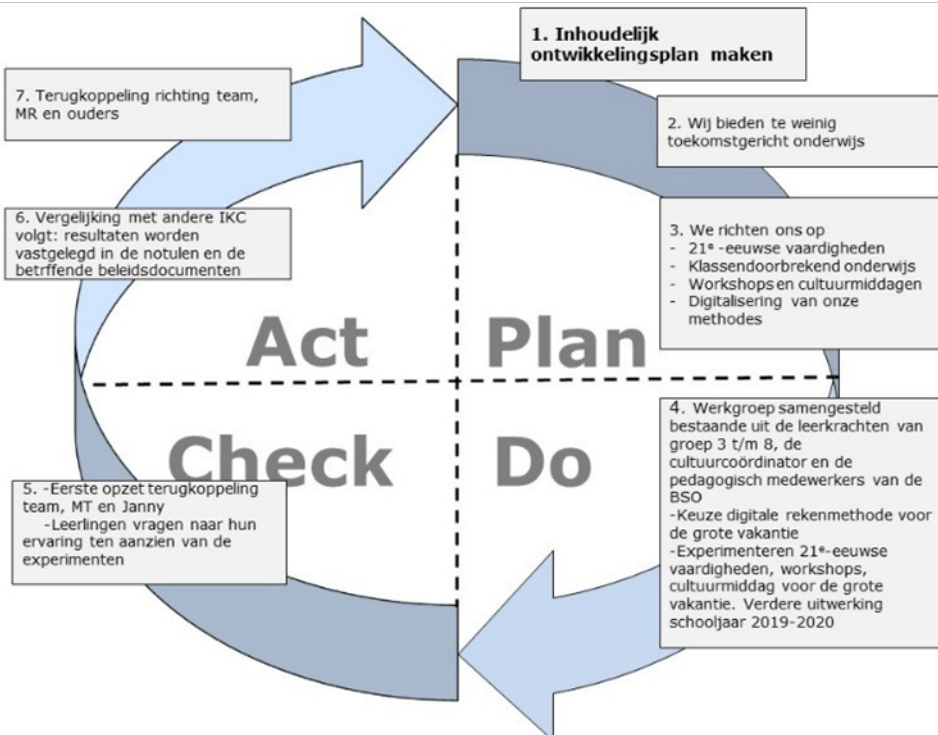 1. Inhoudelijk
ontwikkelingsplan maken
2. Wij bieden te weinig
toekomstgericht onderwijs
3. We richten ons op
- 21e -eeuwse vaardigheden
- Klassendoorbrekend onderwijs
- Workshops en cultuurmiddagen
- Digitalisering van onze
methodes
4. Werkgroep samengesteld
bestaande uit de leerkrachten van
groep 3 t/m 8, de
cultuurcoördinator en de
pedagogisch medewerkers van de
BSO
-Keuze digitale rekenmethode voor
de grote vakantie
-Experimenteren 21e-eeuwse
vaardigheden, workshops,
cultuurmiddag voor de grote
vakantie. Verdere uitwerking
schooljaar 2019-2020
5. -Eerste opzet terugkoppeling
team, MT en Janny
-Leerlingen vragen naar hun
ervaring ten aanzien van de
experimenten
6. Vergelijking met andere IKC
volgt: resultaten worden
vastgelegd in de notulen en de
betrffende beleidsdocumenten
7. Terugkoppeling richting team,
MR en ouders
Act
Plan
Check
Do